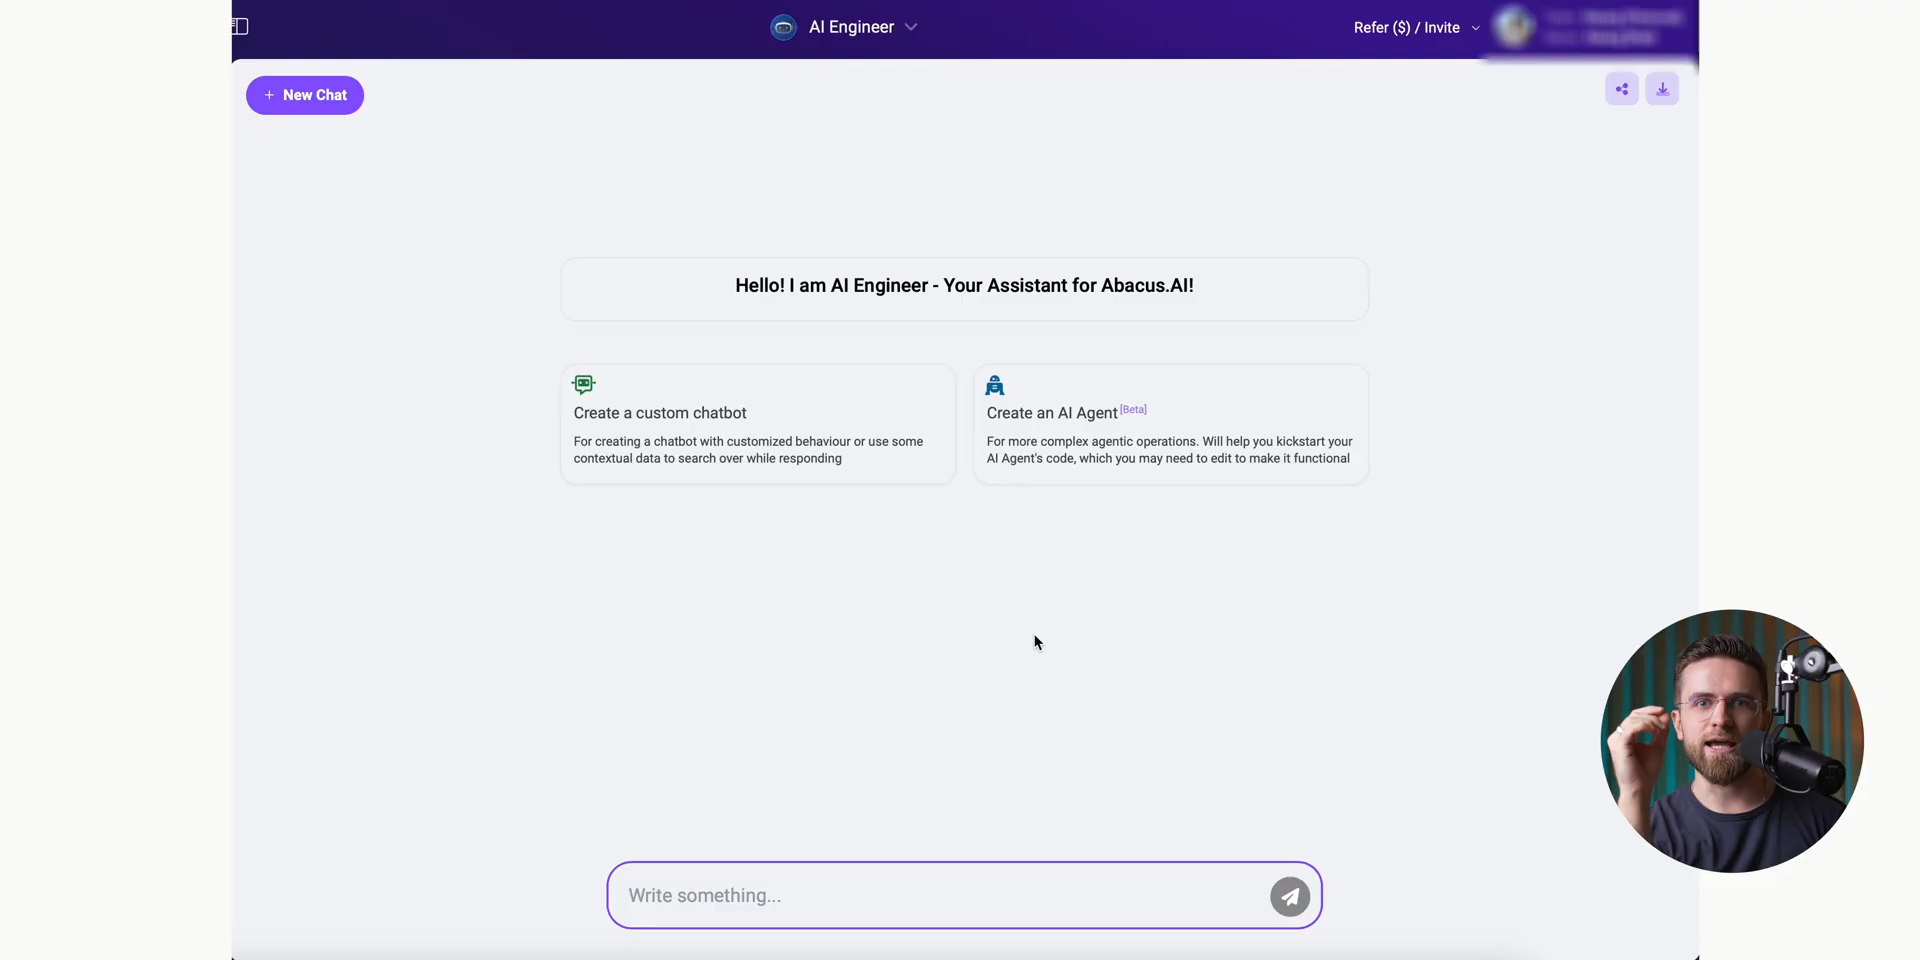 AI Engineer
Refer ($) / Invite
+ New Chat
Hello! I am AI Engineer - Your Assistant for Abacus.AI!
Create a custom chatbot
For creating a chatbot with customized behaviour or use some
contextual data to search over while responding
Create an AI Agent [Beta]
For more complex agentic operations. Will help you kickstart your
AI Agent's code, which you may need to edit to make it functional
Write something...